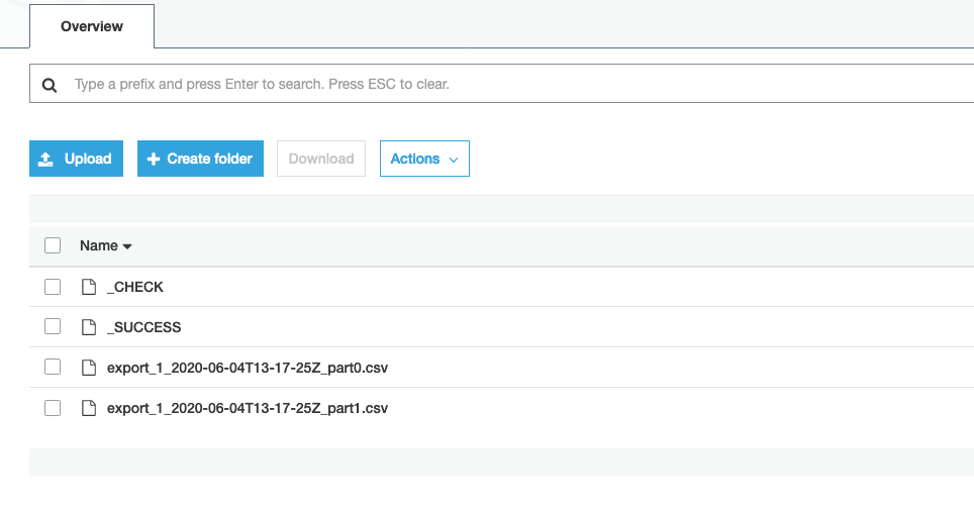 Overview
Type a prefix and press Enter to search. Press ESC to clear.
Upload Create folder Download Actions
Name
_CHECK
_SUCCESS
export_1_2020-06-04T13-17-25Z_part0.csv
export_1_2020-06-04T13-17-25Z_part1.csv